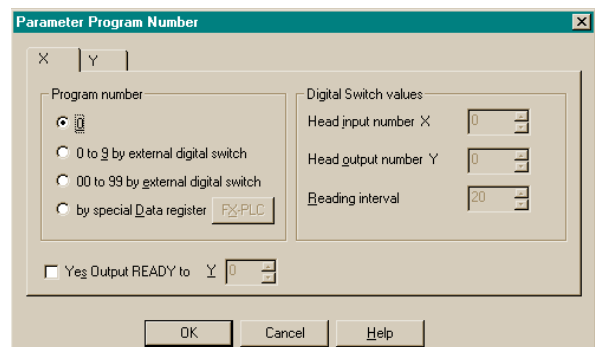 Parameter Program Number
X Y
Program number
0
0 to 9 by external digital switch
00 to 99 by external digital switch
by special Data register FX-PLC
Digital Switch values
Head input number X 0
Head output number Y 0
Reading interval 20
Yes Output READY to Y 0
OK Cancel Help